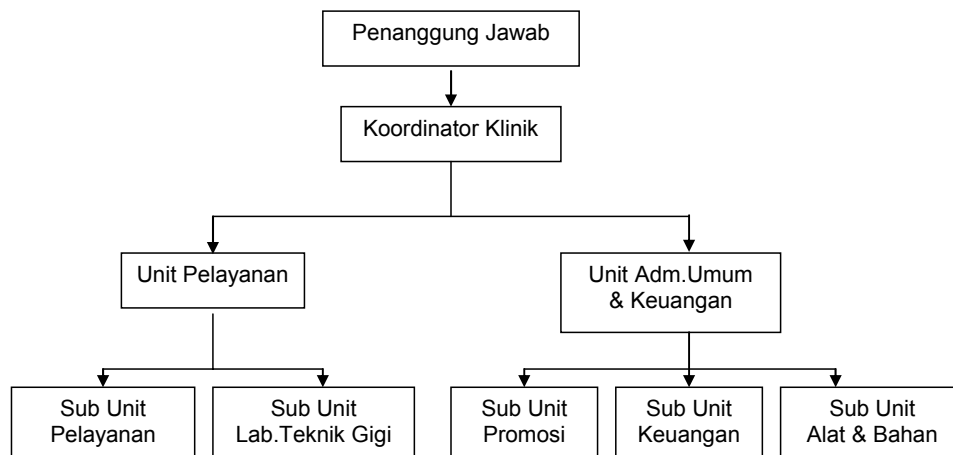 Penanggung Jawab
Koordinator Klinik
Unit Pelayanan
Unit Adm.Umum
& Keuangan
Sub Unit
Pelayanan
Sub Unit
Lab.Teknik Gigi
Sub Unit
Promosi
Sub Unit
Keuangan
Sub Unit
Alat & Bahan